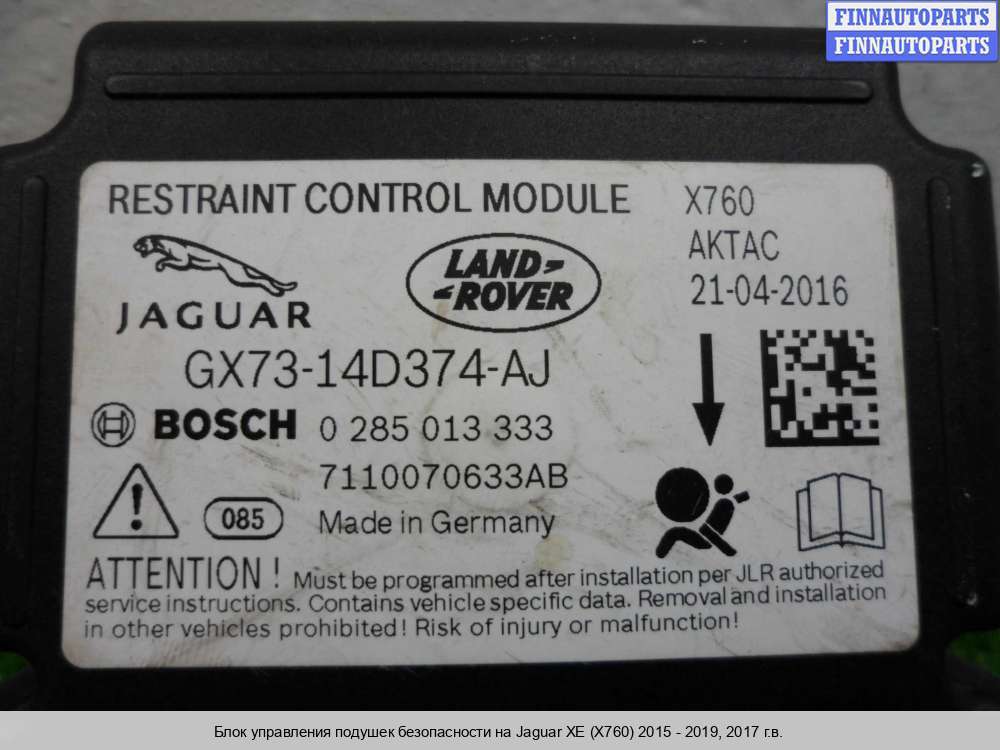 FINNAUTOPARTS
FINNAUTOPARTS
RESTRAINT CONTROL MODULE
X760
AKTAC
21-04-2016
JAGUAR
LAND-
-ROVER
GX73-14D374-AJ
BOSCH 0 285 013 333
7110070633AB
085
Made in Germany
ATTENTION ! Must be programmed after installation per JLR authorized
service instructions. Contains vehicle specific data. Removal and installation
in other vehicles prohibited! Risk of injury or malfunction!
Блок управления подушек безопасности на Jaguar XE (X760) 2015 - 2019, 2017 г.в.